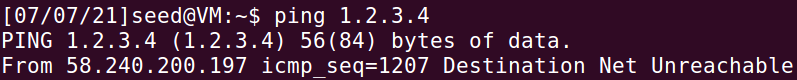 [07/07/21]seed@VM:~$ ping 1.2.3.4
PING 1.2.3.4 (1.2.3.4) 56(84) bytes of data.
From 58.240.200.197 icmp_seq=1207 Destination Net Unreachable